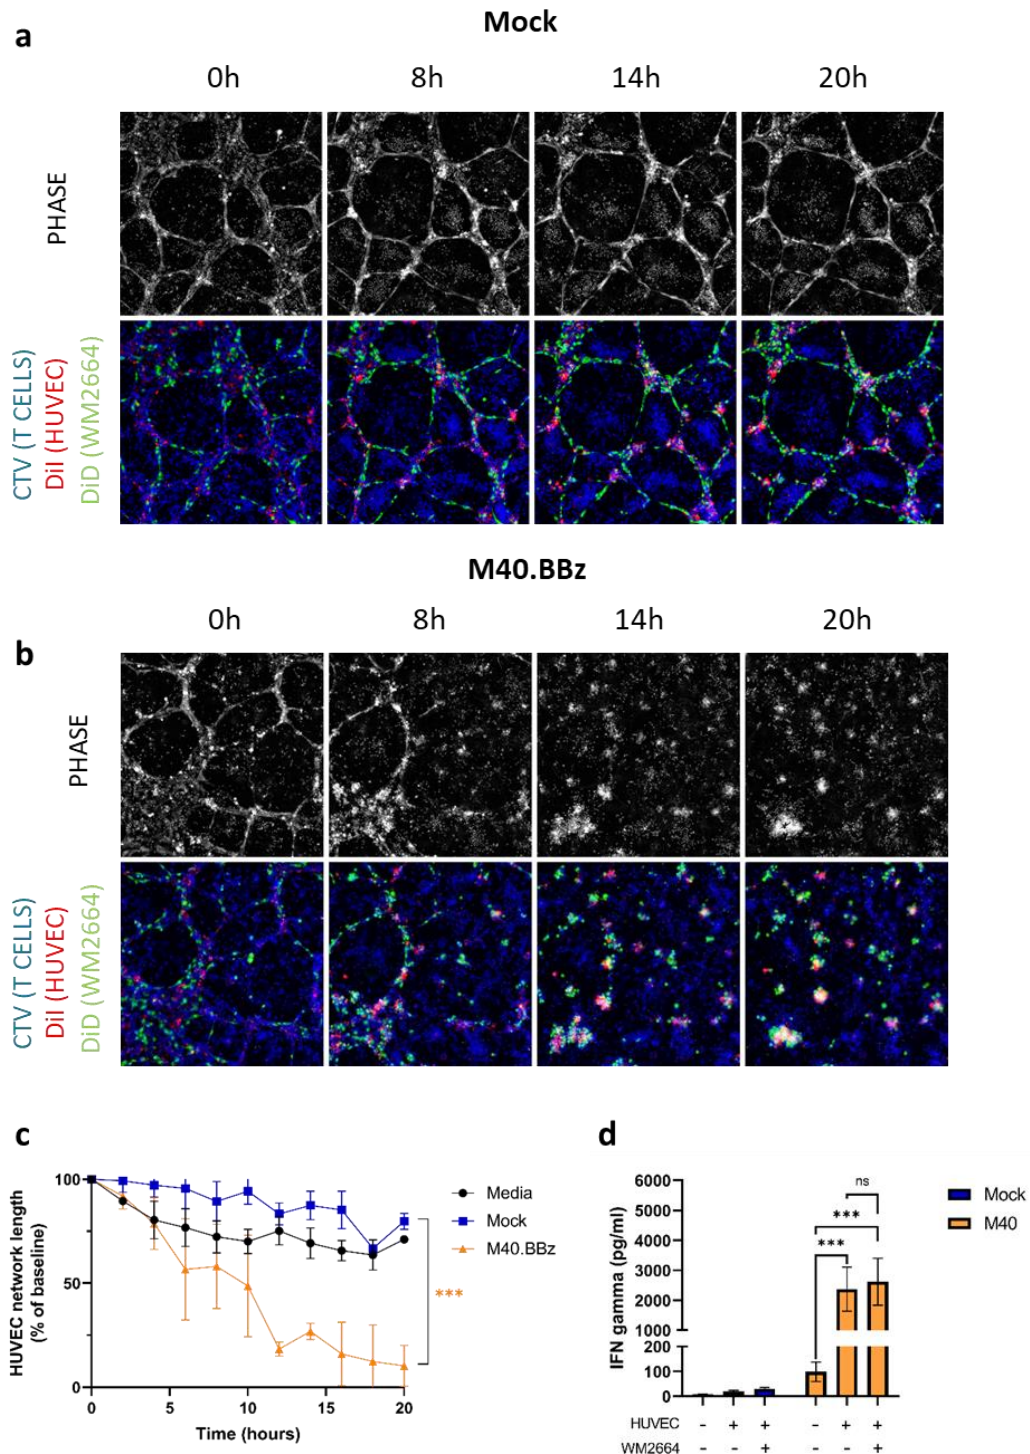 a
Mock
0h 8h 14h 20h
PHASE
CTV (T CELLS)
DiI (HUVEC)
DiD (WM2664)
M40.BBz
0h 8h 14h 20h
b
PHASE
CTV (T CELLS)
DiI (HUVEC)
DiD (WM2664)
c
HUVEC network length
(% of baseline)
100
50
0
0 5 10 15 20
Time (hours)
Media
Mock
M40.BBz
***
d
IFN gamma (pg/ml)
6000
5000
4000
3000
2000
1000
200
100
0
ns
***
***
Mock
M40
HUVEC - + + - + +
WM2664 - - + - - +